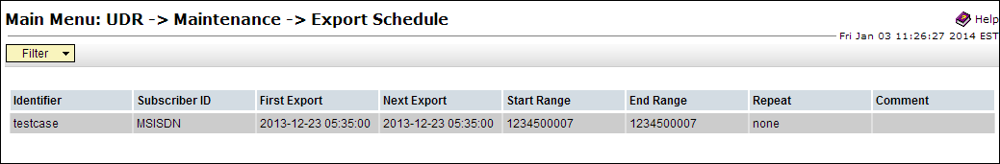 Main Menu: UDR -> Maintenance -> Export Schedule
Help
Fri Jan 03 11:26:27 2014 EST
Filter
Identifier Subscriber ID First Export Next Export Start Range End Range Repeat Comment
testcase MSISDN 2013-12-23 05:35:00 2013-12-23 05:35:00 1234500007 1234500007 none